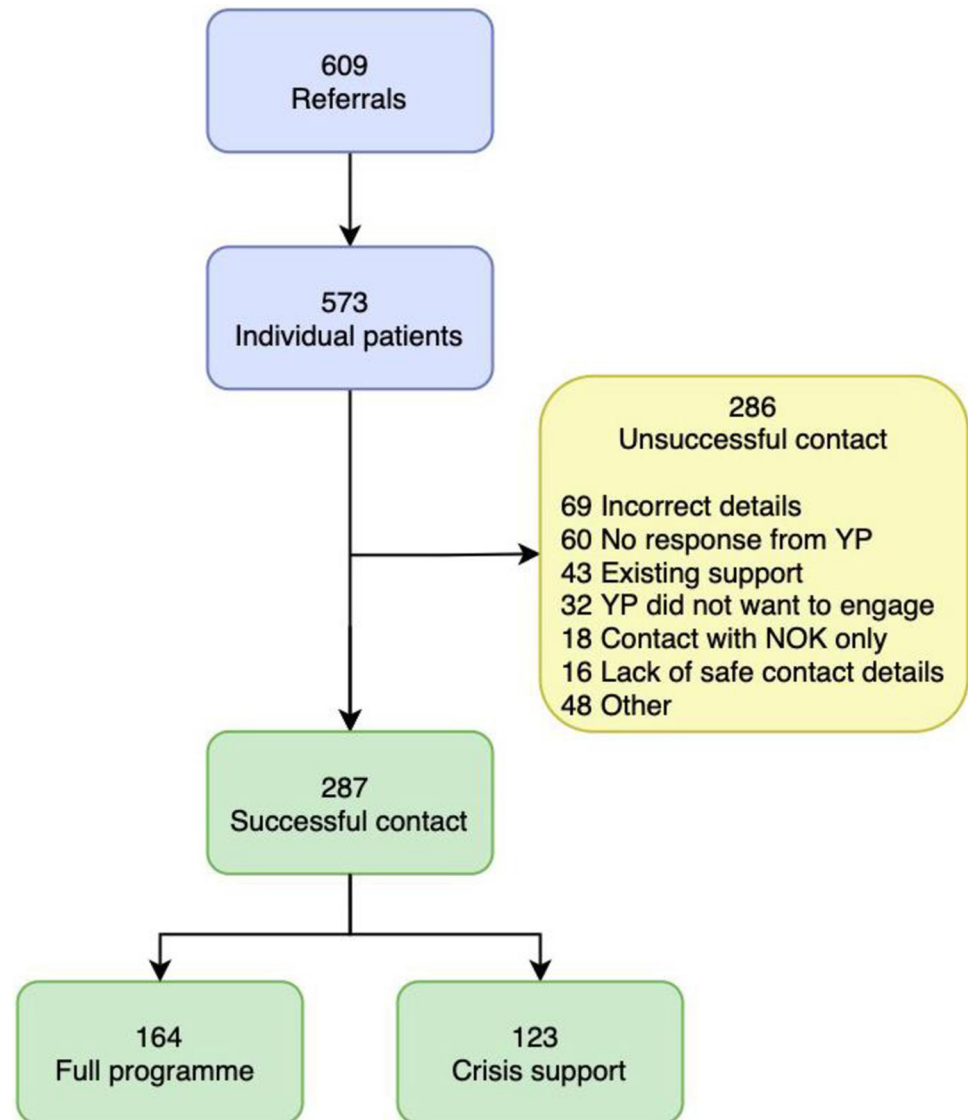 609
Referrals
573
Individual patients
286
Unsuccessful contact
69 Incorrect details
60 No response from YP
43 Existing support
32 YP did not want to engage
18 Contact with NOK only
16 Lack of safe contact details
48 Other
287
Successful contact
164
Full programme
123
Crisis support